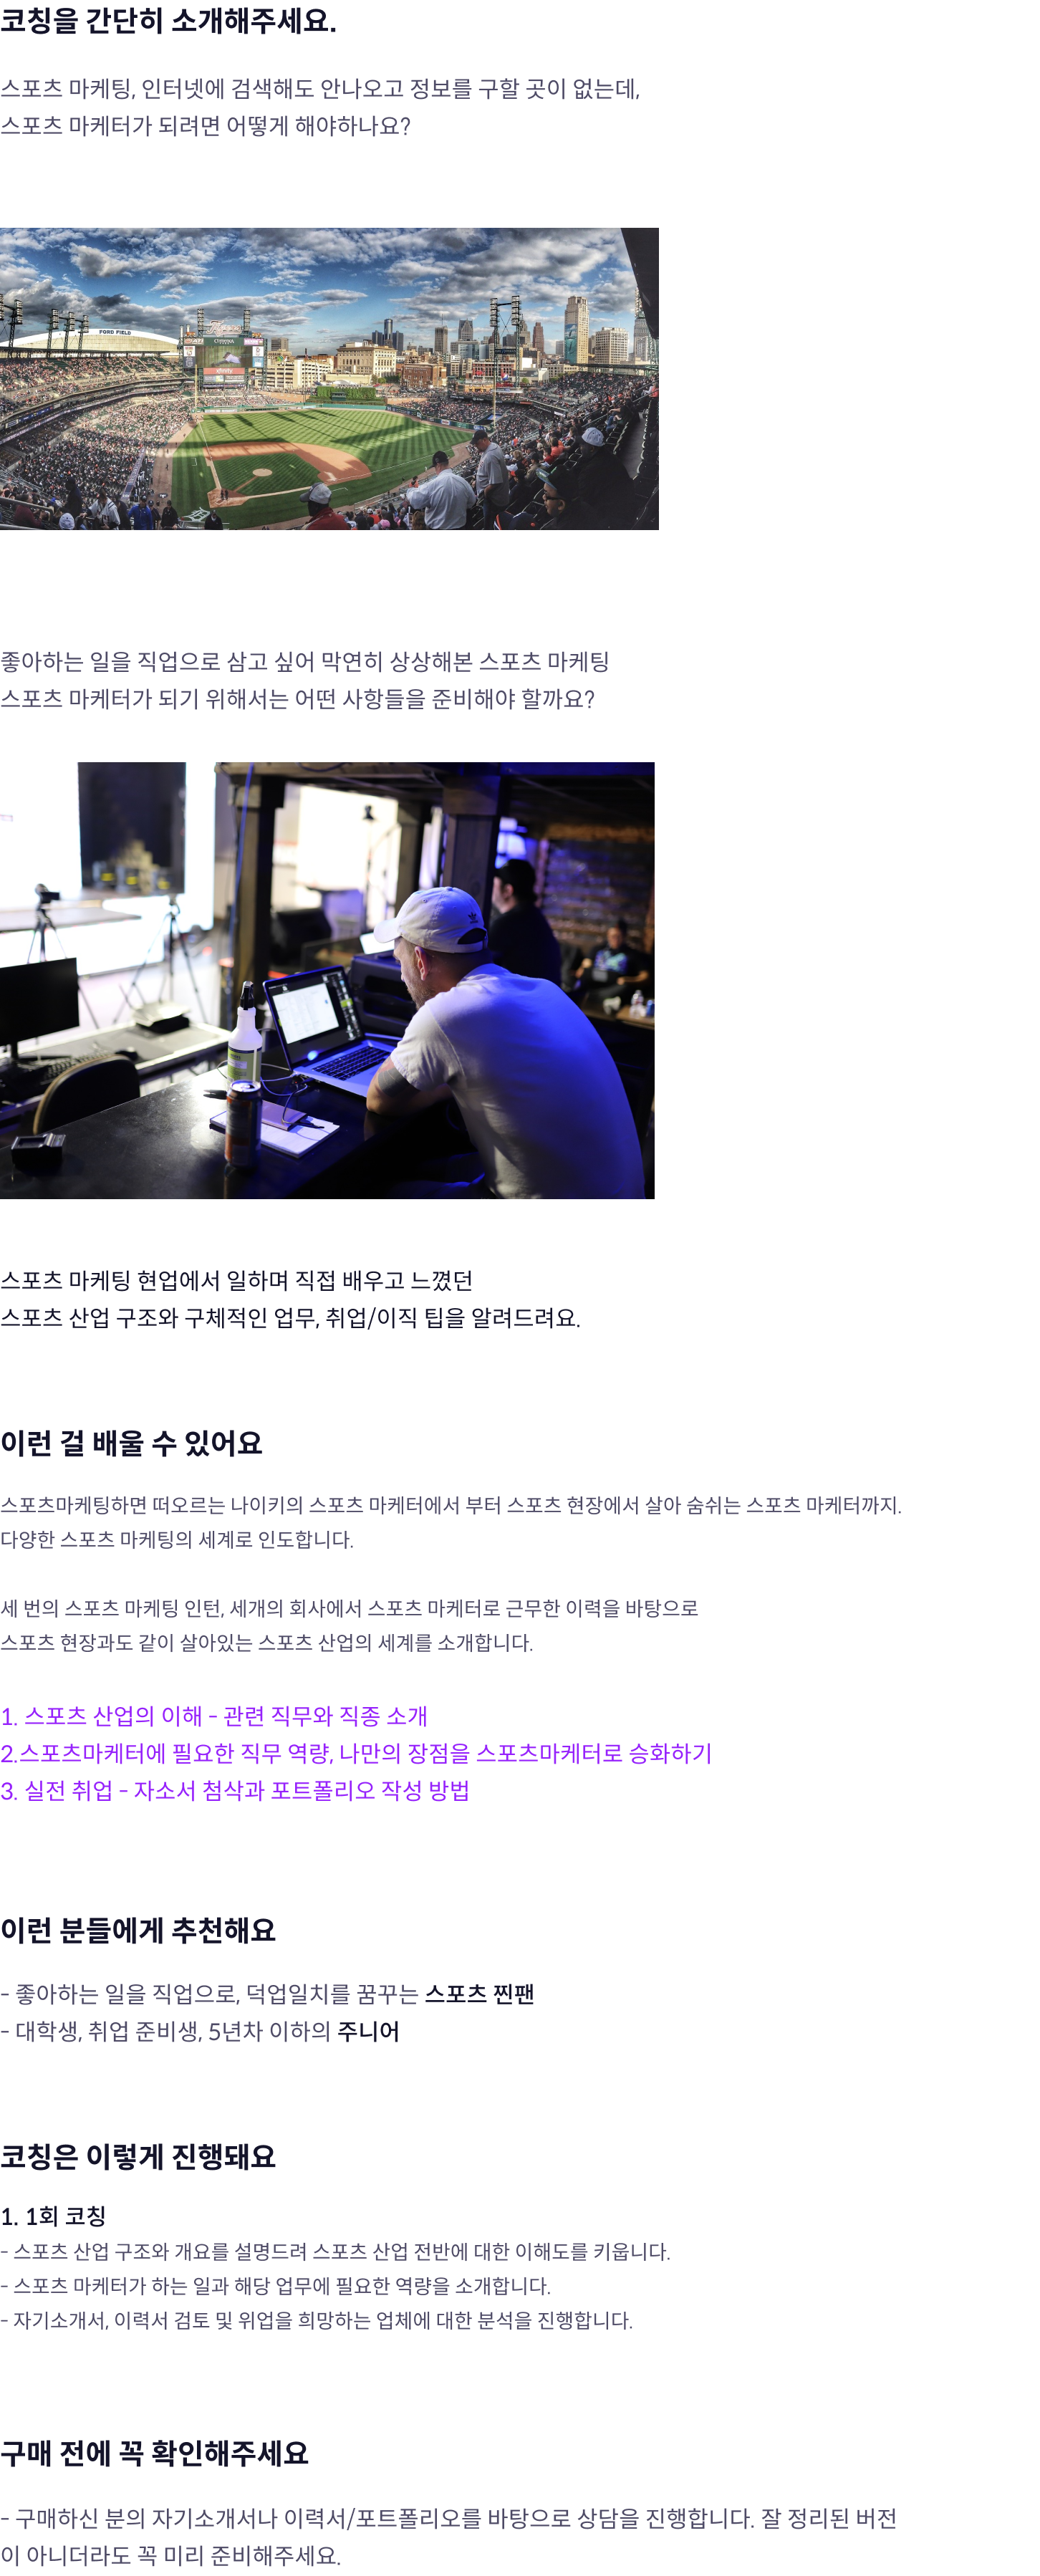 코칭을 간단히 소개해주세요.
스포츠 마케팅, 인터넷에 검색해도 안나오고 정보를 구할 곳이 없는데,
스포츠 마케터가 되려면 어떻게 해야하나요?
FORD FIELD
좋아하는 일을 직업으로 삼고 싶어 막연히 상상해본 스포츠 마케팅
스포츠 마케터가 되기 위해서는 어떤 사항들을 준비해야 할까요?
스포츠 마케팅 현업에서 일하며 직접 배우고 느꼈던
스포츠 산업 구조와 구체적인 업무, 취업/이직 팁을 알려드려요.
이런 걸 배울 수 있어요
스포츠마케팅하면 떠오르는 나이키의 스포츠 마케터에서 부터 스포츠 현장에서 살아 숨쉬는 스포츠 마케터까지.
다양한 스포츠 마케팅의 세계로 인도합니다.
세 번의 스포츠 마케팅 인턴, 세개의 회사에서 스포츠 마케터로 근무한 이력을 바탕으로
스포츠 현장과도 같이 살아있는 스포츠 산업의 세계를 소개합니다.
1. 스포츠 산업의 이해 - 관련 직무와 직종 소개
2.스포츠마케터에 필요한 직무 역량, 나만의 장점을 스포츠마케터로 승화하기
3. 실전 취업 - 자소서 첨삭과 포트폴리오 작성 방법
이런 분들에게 추천해요
- 좋아하는 일을 직업으로, 덕업일치를 꿈꾸는 스포츠 찐팬
- 대학생, 취업 준비생, 5년차 이하의 주니어
코칭은 이렇게 진행돼요
1. 1회 코칭
- 스포츠 산업 구조와 개요를 설명드려 스포츠 산업 전반에 대한 이해도를 키웁니다.
- 스포츠 마케터가 하는 일과 해당 업무에 필요한 역량을 소개합니다.
- 자기소개서, 이력서 검토 및 위업을 희망하는 업체에 대한 분석을 진행합니다.
구매 전에 꼭 확인해주세요
- 구매하신 분의 자기소개서나 이력서/포트폴리오를 바탕으로 상담을 진행합니다. 잘 정리된 버전
이 아니더라도 꼭 미리 준비해주세요.